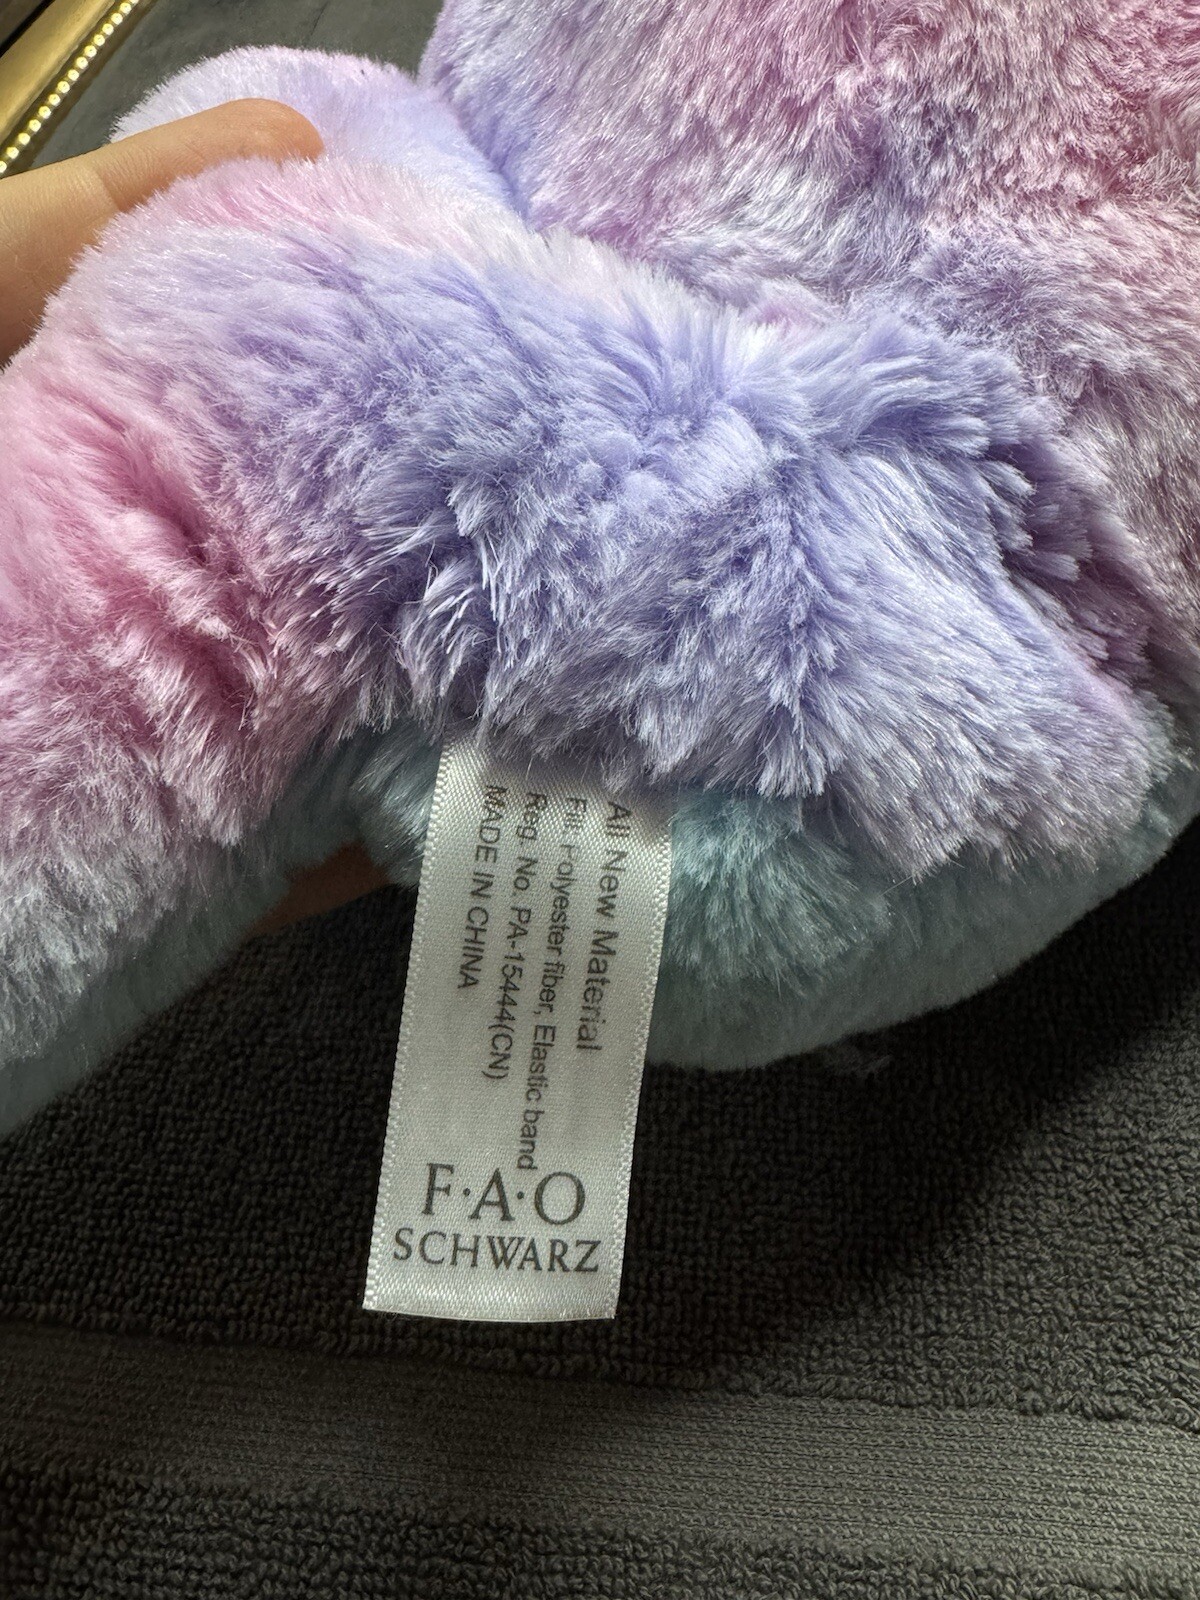 All New Material
Fill: Polyester fiber, Elastic band
Reg. No. PA-15444(CN)
MADE IN CHINA
F·A·O
SCHWARZ